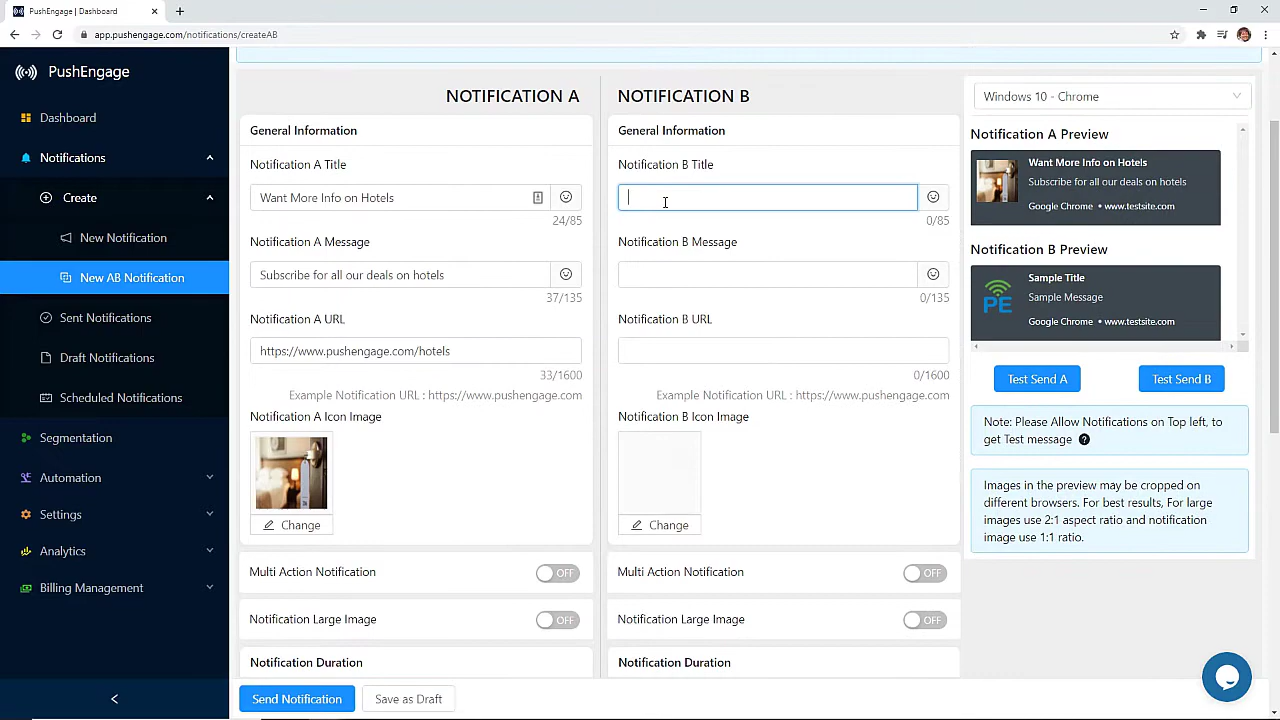 PushEngage | Dashboard
app.pushengage.com/notifications/createAB
PushEngage
Dashboard
Notifications
Create
New Notification
New AB Notification
Sent Notifications
Draft Notifications
Scheduled Notifications
Segmentation
Automation
Settings
Analytics
Billing Management
NOTIFICATION A
General Information
Notification A Title
Want More Info on Hotels
24/85
Notification A Message
Subscribe for all our deals on hotels
37/135
Notification A URL
https://www.pushengage.com/hotels
33/1600
Example Notification URL : https://www.pushengage.com
Notification A Icon Image
Change
Multi Action Notification
OFF
Notification Large Image
OFF
Notification Duration
NOTIFICATION B
General Information
Notification B Title
0/85
Notification B Message
0/135
Notification B URL
0/1600
Example Notification URL : https://www.pushengage.com
Notification B Icon Image
Change
Multi Action Notification
OFF
Notification Large Image
OFF
Notification Duration
Send Notification
Save as Draft
Windows 10 - Chrome
Notification A Preview
Want More Info on Hotels
Subscribe for all our deals on hotels
Google Chrome • www.testsite.com
Notification B Preview
PE
Sample Title
Sample Message
Google Chrome • www.testsite.com
Test Send A
Test Send B
Note: Please Allow Notifications on Top left, to
get Test message ?
Images in the preview may be cropped on
different browsers. For best results, For large
images use 2:1 aspect ratio and notification
image use 1:1 ratio.